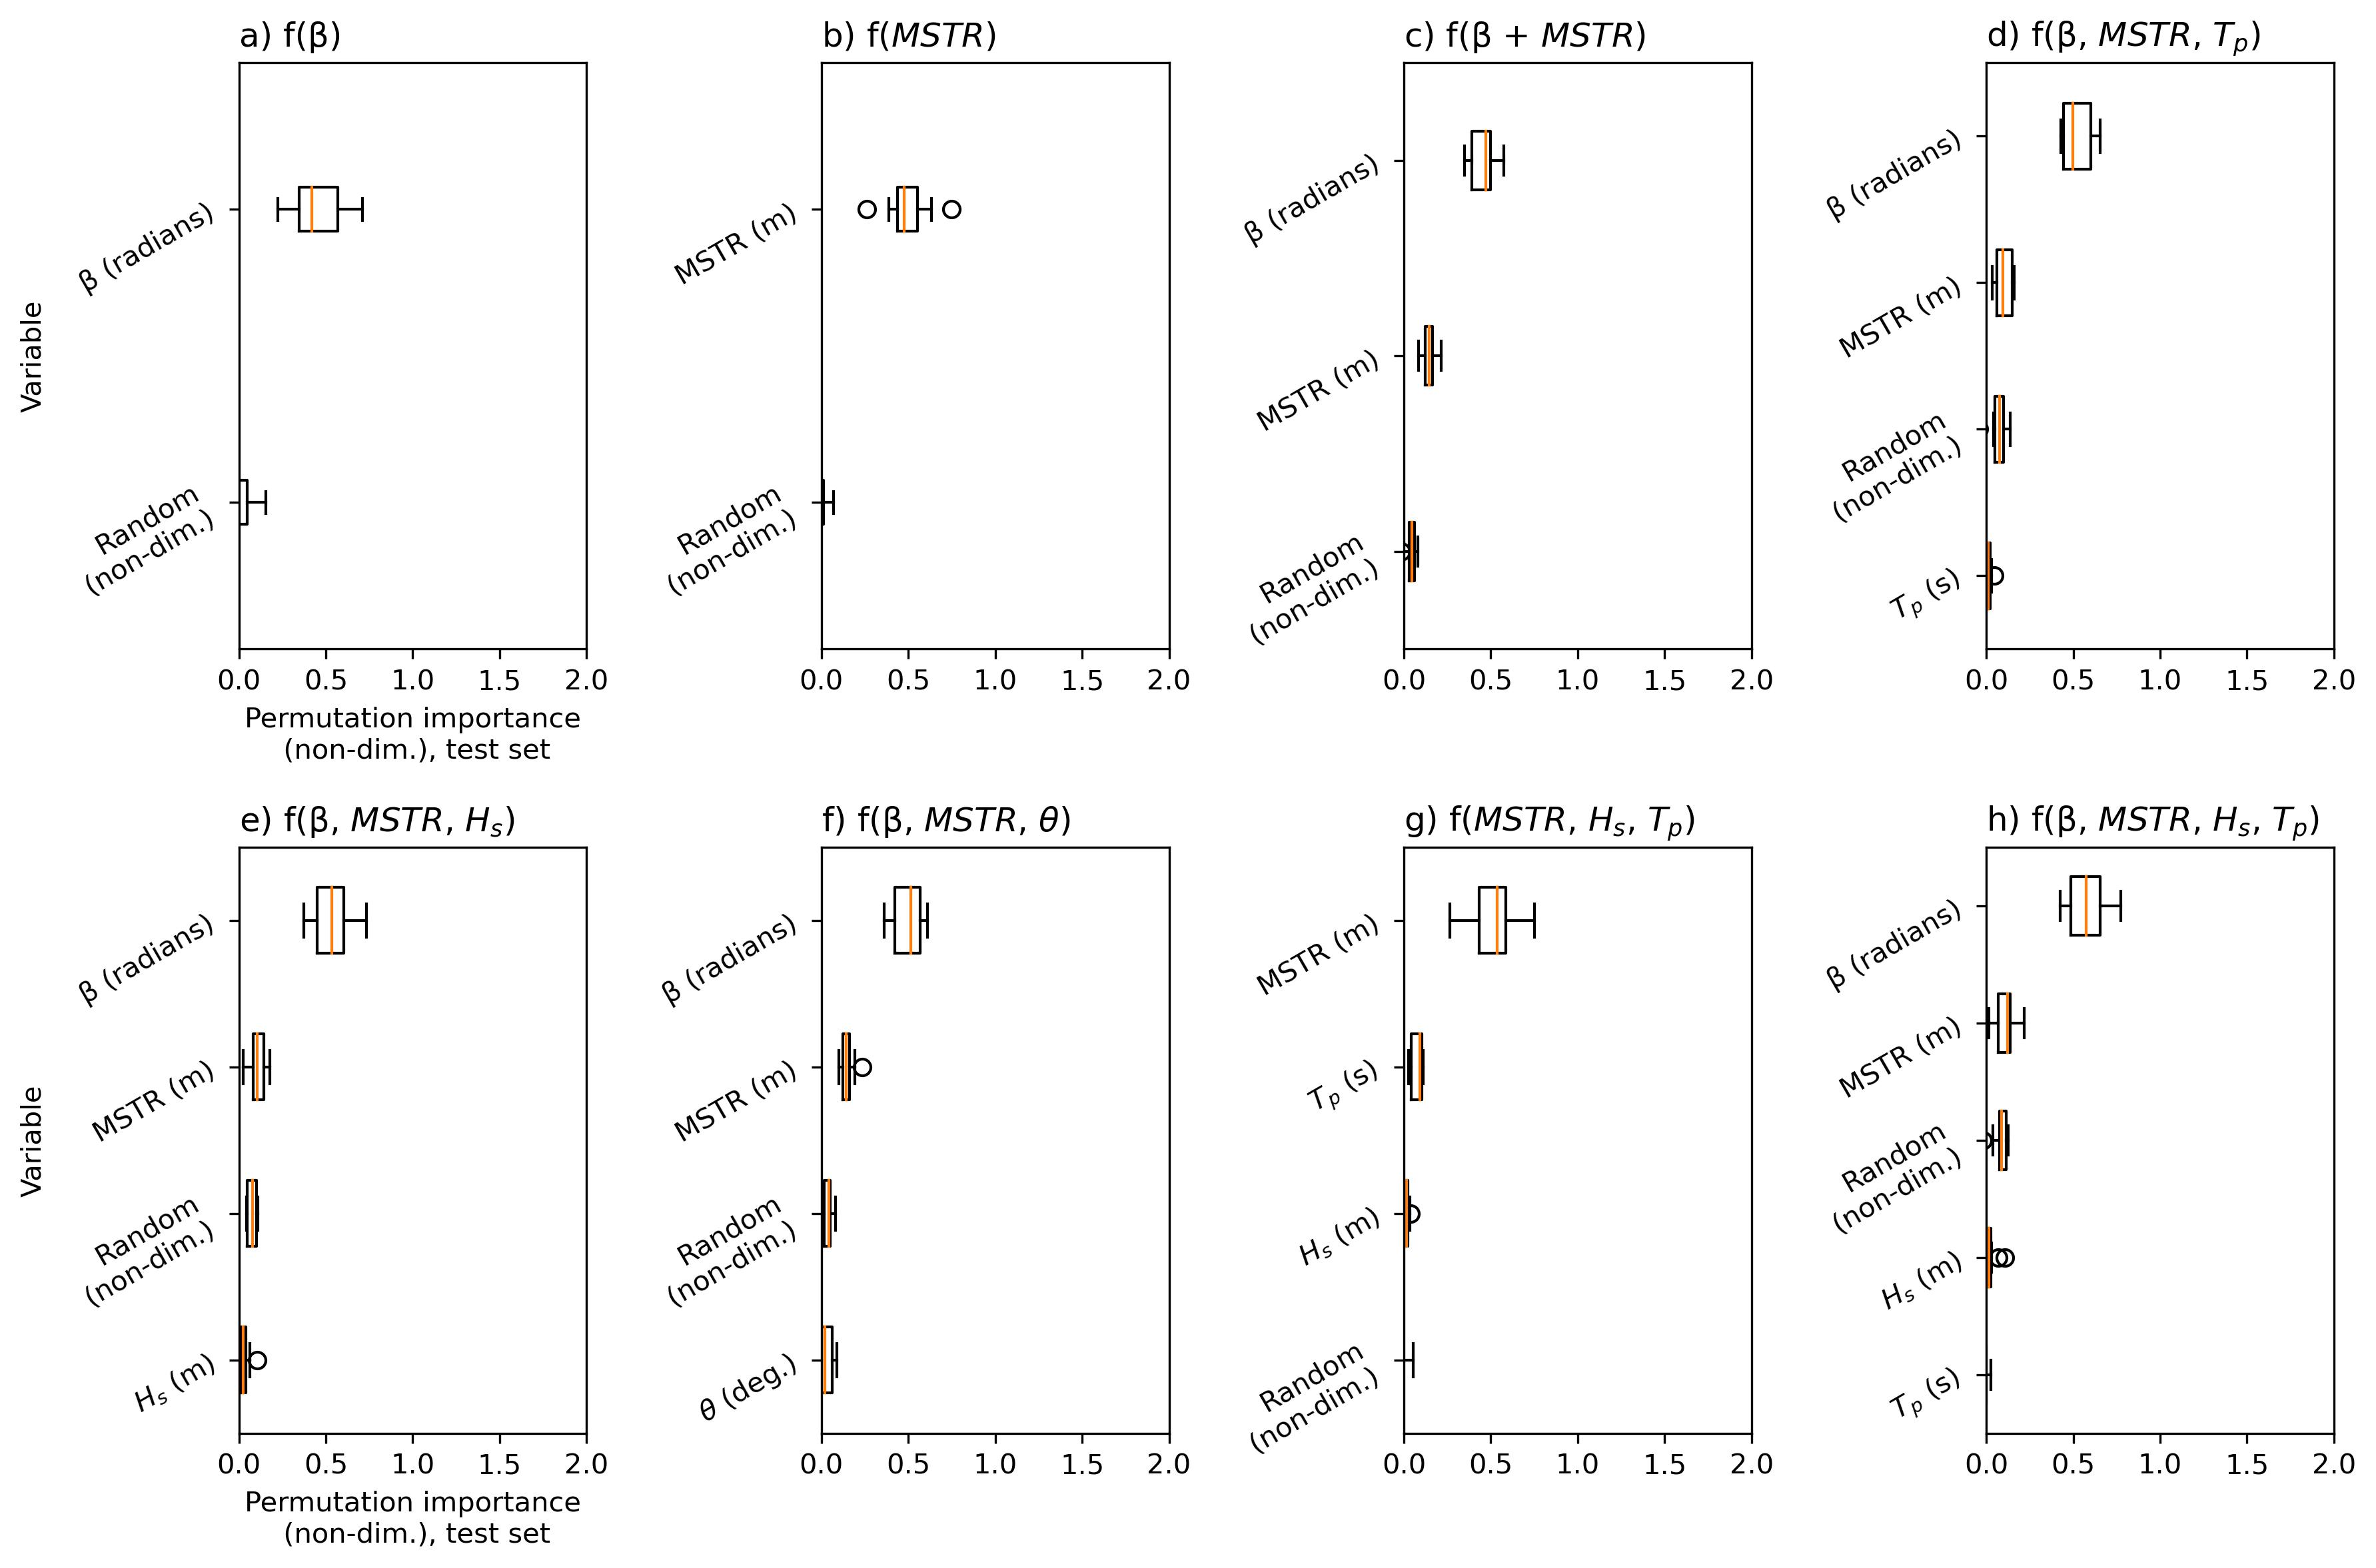 a) f(β)
Variable
β (radians)
Random
(non-dim.)
0.0 0.5 1.0 1.5 2.0
Permutation importance
(non-dim.), test set
b) f(MSTR)
MSTR (m)
Random
(non-dim.)
0.0 0.5 1.0 1.5 2.0
c) f(β + MSTR)
β (radians)
MSTR (m)
Random
(non-dim.)
0.0 0.5 1.0 1.5 2.0
d) f(β, MSTR, Tp)
β (radians)
MSTR (m)
Random
(non-dim.)
Tp (s)
0.0 0.5 1.0 1.5 2.0
e) f(β, MSTR, Hs)
Variable
β (radians)
MSTR (m)
Random
(non-dim.)
Hs (m)
0.0 0.5 1.0 1.5 2.0
Permutation importance
(non-dim.), test set
f) f(β, MSTR, θ)
β (radians)
MSTR (m)
Random
(non-dim.)
θ (deg.)
0.0 0.5 1.0 1.5 2.0
g) f(MSTR, Hs, Tp)
MSTR (m)
Tp (s)
Hs (m)
Random
(non-dim.)
0.0 0.5 1.0 1.5 2.0
h) f(β, MSTR, Hs, Tp)
β (radians)
MSTR (m)
Random
(non-dim.)
Hs (m)
Tp (s)
0.0 0.5 1.0 1.5 2.0